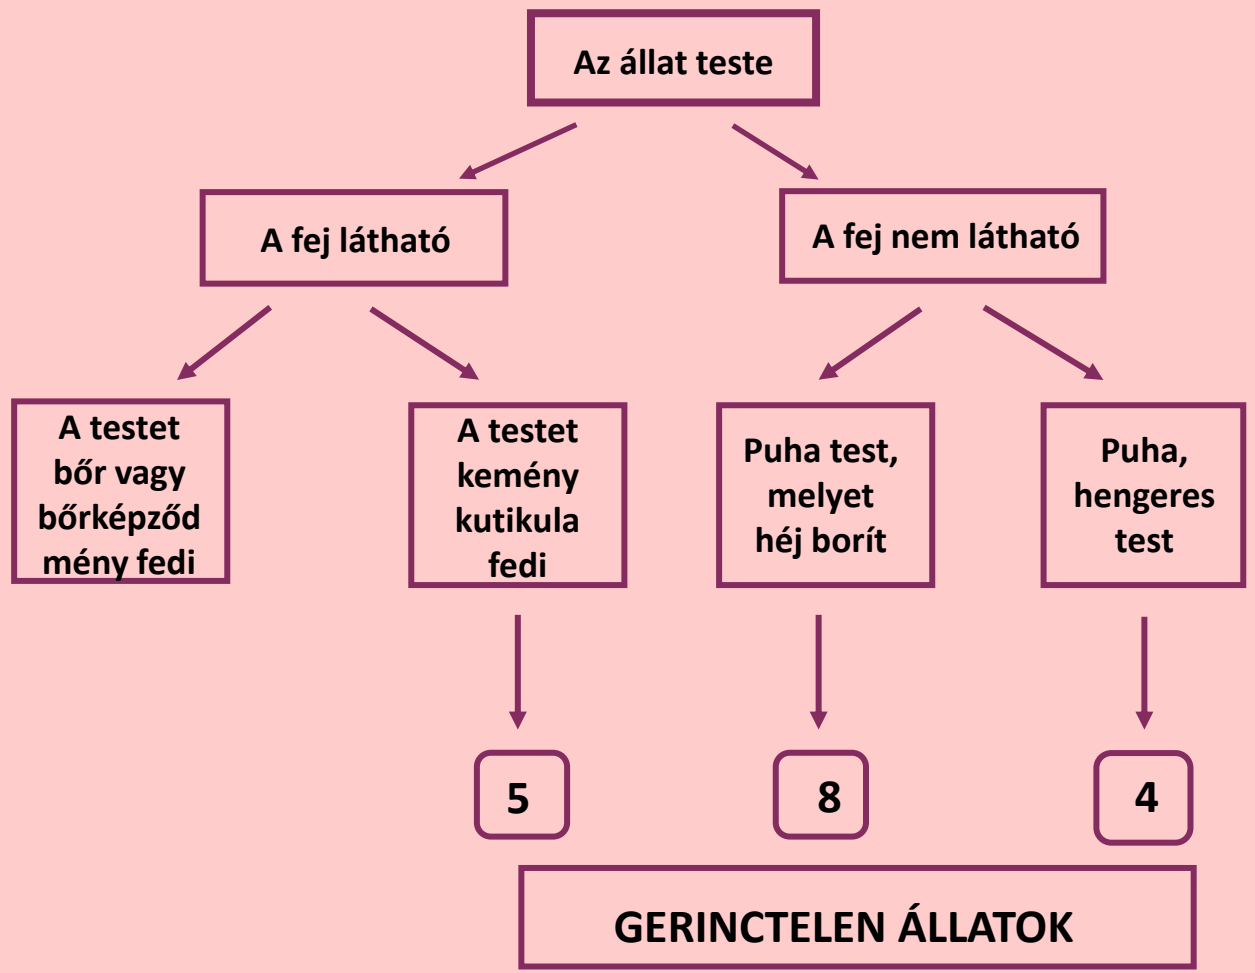 Az állat teste
A fej látható
A fej nem látható
A testet
bőr vagy
bőrképződ
mény fedi
A testet
kemény
kutikula
fedi
Puha test,
melyet
héj borít
Puha,
hengeres
test
5
8
4
GERINCTELEN ÁLLATOK